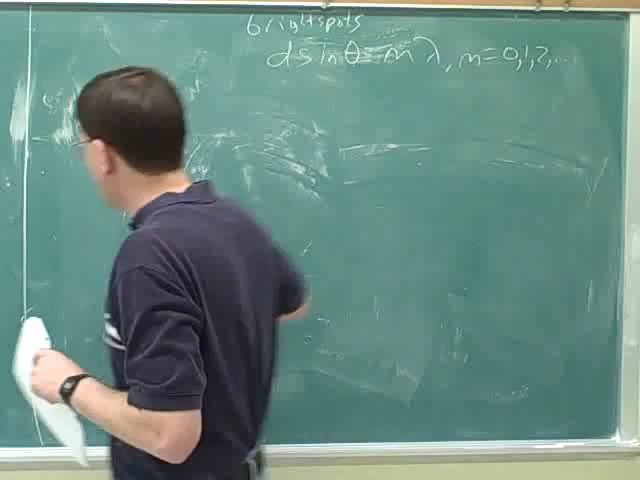 bright spots
d sin θ = m λ, m = 0,1,2,...